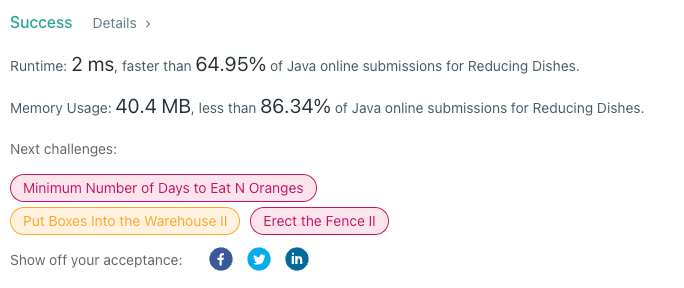 Success Details >
Runtime: 2 ms, faster than 64.95% of Java online submissions for Reducing Dishes.
Memory Usage: 40.4 MB, less than 86.34% of Java online submissions for Reducing Dishes.
Next challenges:
Minimum Number of Days to Eat N Oranges
Put Boxes Into the Warehouse II Erect the Fence II
Show off your acceptance: f in